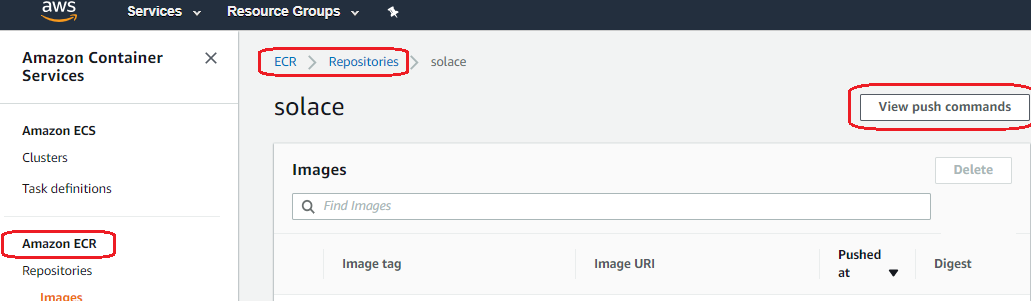 aws Services Resource Groups
Amazon Container Services
Amazon ECS
Clusters
Task definitions
Amazon ECR
Repositories
Images
ECR Repositories solace
solace
View push commands
Images
Delete
Find Images
Image tag Image URI Pushed at Digest